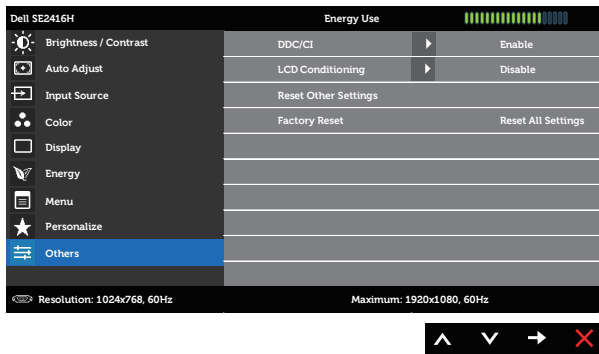 Dell SE2416H Energy Use
Brightness / Contrast DDC/CI Enable
Auto Adjust LCD Conditioning Disable
Input Source Reset Other Settings
Color Factory Reset Reset All Settings
Display
Energy
Menu
Personalize
Others
Resolution: 1024x768, 60Hz Maximum: 1920x1080, 60Hz